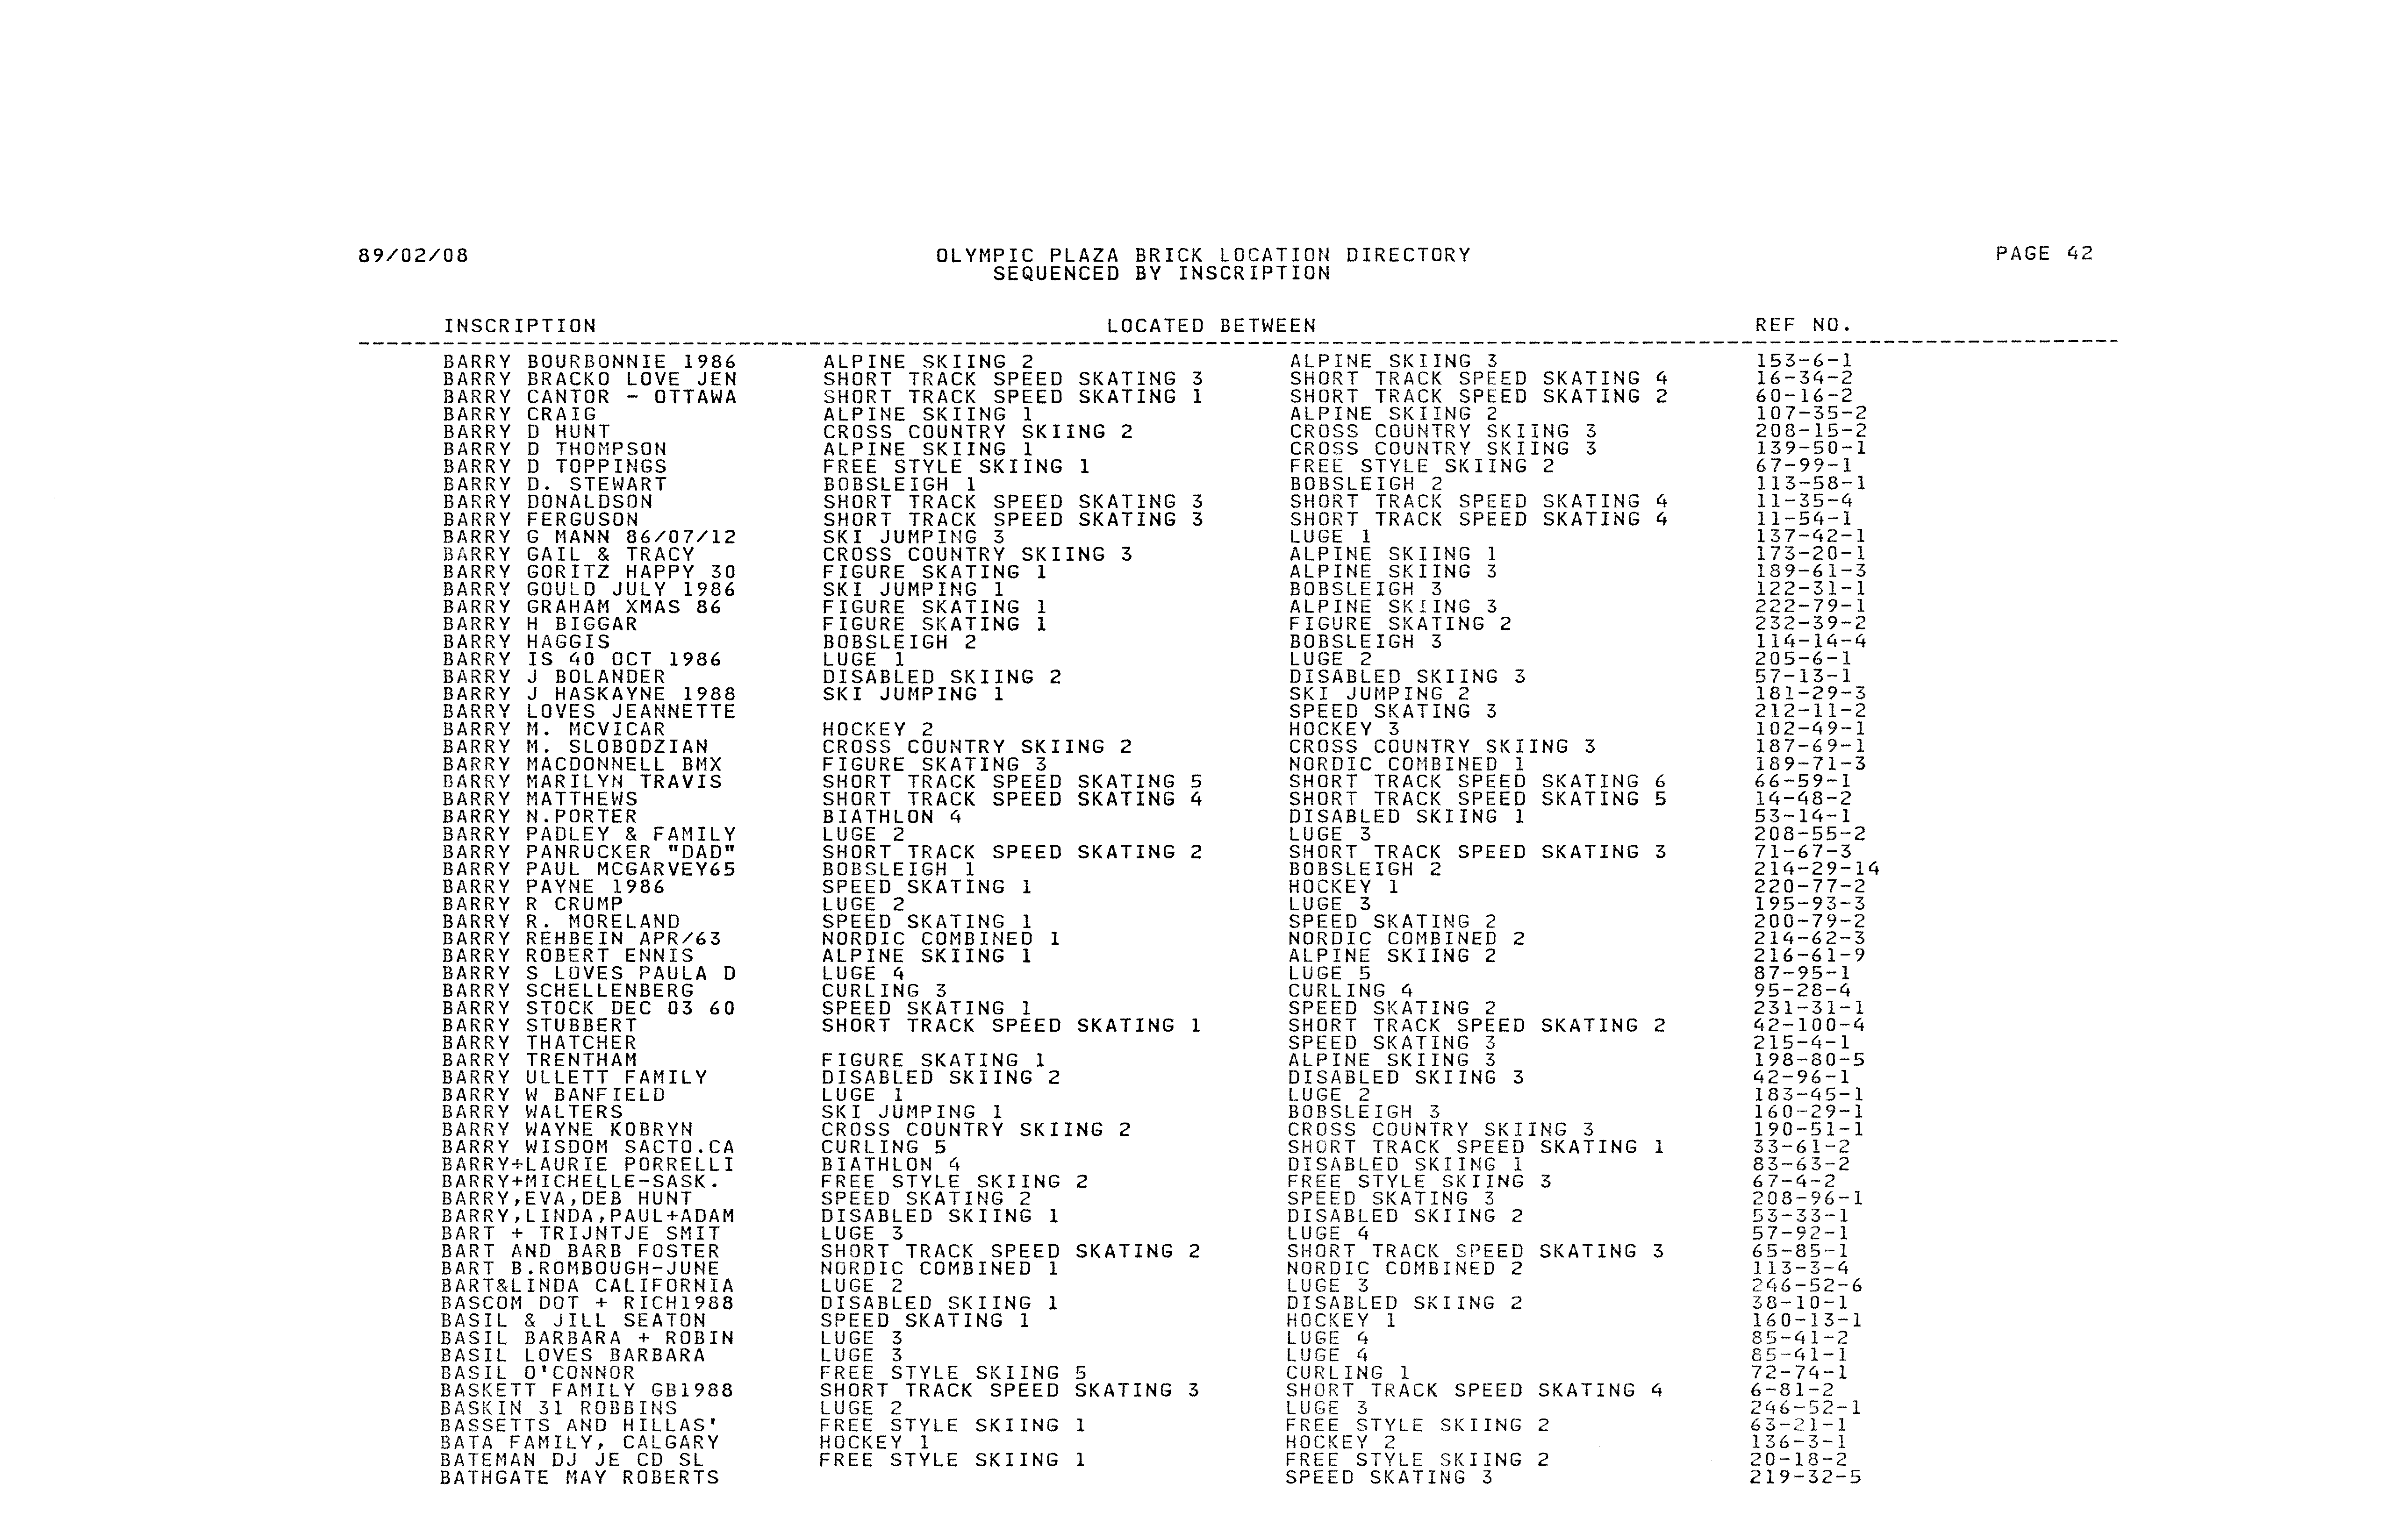 89/02/08 OLYMPIC PLAZA BRICK LOCATION DIRECTORY PAGE 42
SEQUENCED BY INSCRIPTION
INSCRIPTION LOCATED BETWEEN REF NO.
BARRY BOURBONNIE 1986 ALPINE SKIING 2 ALPINE SKIING 3 153-6-1
BARRY BRACKO LOVE JEN SHORT TRACK SPEED SKATING 3 SHORT TRACK SPEED SKATING 4 16-34-2
BARRY CANTOR - OTTAWA SHORT TRACK SPEED SKATING 1 SHORT TRACK SPEED SKATING 2 60-16-2
BARRY CRAIG ALPINE SKIING 1 ALPINE SKIING 2 107-35-2
BARRY D HUNT CROSS COUNTRY SKIING 2 CROSS COUNTRY SKIING 3 208-15-2
BARRY D THOMPSON ALPINE SKIING 1 CROSS COUNTRY SKIING 3 139-50-1
BARRY D TOPPINGS FREE STYLE SKIING 1 FREE STYLE SKIING 2 67-99-1
BARRY D. STEWART BOBSLEIGH 1 BOBSLEIGH 2 113-58-1
BARRY DONALDSON SHORT TRACK SPEED SKATING 3 SHORT TRACK SPEED SKATING 4 11-35-4
BARRY FERGUSON SHORT TRACK SPEED SKATING 3 SHORT TRACK SPEED SKATING 4 11-54-1
BARRY G MANN 86/07/12 SKI JUMPING 3 LUGE 1 137-42-1
BARRY GAIL & TRACY CROSS COUNTRY SKIING 3 ALPINE SKIING 1 173-20-1
BARRY GORITZ HAPPY 30 FIGURE SKATING 1 ALPINE SKIING 3 189-61-3
BARRY GOULD JULY 1986 SKI JUMPING 1 BOBSLEIGH 3 122-31-1
BARRY GRAHAM XMAS 86 FIGURE SKATING 1 ALPINE SKIING 3 222-79-1
BARRY H BIGGAR FIGURE SKATING 1 FIGURE SKATING 2 232-39-2
BARRY HAGGIS BOBSLEIGH 2 BOBSLEIGH 3 114-14-4
BARRY IS 40 OCT 1986 LUGE 1 LUGE 2 205-6-1
BARRY J BOLANDER DISABLED SKIING 2 DISABLED SKIING 3 57-13-1
BARRY J HASKAYNE 1988 SKI JUMPING 1 SKI JUMPING 2 181-29-3
BARRY LOVES JEANNETTE SPEED SKATING 3 212-11-2
BARRY M. MCVICAR HOCKEY 2 HOCKEY 3 102-49-1
BARRY M. SLOBODZIAN CROSS COUNTRY SKIING 2 CROSS COUNTRY SKIING 3 187-69-1
BARRY MACDONNELL BMX FIGURE SKATING 3 NORDIC COMBINED 1 189-71-3
BARRY MARILYN TRAVIS SHORT TRACK SPEED SKATING 5 SHORT TRACK SPEED SKATING 6 66-59-1
BARRY MATTHEWS SHORT TRACK SPEED SKATING 4 SHORT TRACK SPEED SKATING 5 14-48-2
BARRY N.PORTER BIATHLON 4 DISABLED SKIING 1 53-14-1
BARRY PADLEY & FAMILY LUGE 2 LUGE 3 208-55-2
BARRY PANRUCKER "DAD" SHORT TRACK SPEED SKATING 2 SHORT TRACK SPEED SKATING 3 71-67-3
BARRY PAUL MCGARVEY65 BOBSLEIGH 1 BOBSLEIGH 2 214-29-14
BARRY PAYNE 1986 SPEED SKATING 1 HOCKEY 1 220-77-2
BARRY R CRUMP LUGE 2 LUGE 3 195-93-3
BARRY R. MORELAND SPEED SKATING 1 SPEED SKATING 2 200-79-2
BARRY REHBEIN APR/63 NORDIC COMBINED 1 NORDIC COMBINED 2 214-62-3
BARRY ROBERT ENNIS ALPINE SKIING 1 ALPINE SKIING 2 216-61-9
BARRY S LOVES PAULA D LUGE 4 LUGE 5 87-95-1
BARRY SCHELLENBERG CURLING 3 CURLING 4 95-28-4
BARRY STOCK DEC 03 60 SPEED SKATING 1 SPEED SKATING 2 231-31-1
BARRY STUBBERT SHORT TRACK SPEED SKATING 1 SHORT TRACK SPEED SKATING 2 42-100-4
BARRY THATCHER SPEED SKATING 3 215-4-1
BARRY TRENTHAM FIGURE SKATING 1 ALPINE SKIING 3 198-80-5
BARRY ULLETT FAMILY DISABLED SKIING 2 DISABLED SKIING 3 42-96-1
BARRY W BANFIELD LUGE 1 LUGE 2 183-45-1
BARRY WALTERS SKI JUMPING 1 BOBSLEIGH 3 160-29-1
BARRY WAYNE KOBRYN CROSS COUNTRY SKIING 2 CROSS COUNTRY SKIING 3 190-51-1
BARRY WISDOM SACTO.CA CURLING 5 SHORT TRACK SPEED SKATING 1 33-61-2
BARRY+LAURIE PORRELLI BIATHLON 4 DISABLED SKIING 1 83-63-2
BARRY+MICHELLE-SASK. FREE STYLE SKIING 2 FREE STYLE SKIING 3 67-4-2
BARRY,EVA,DEB HUNT SPEED SKATING 2 SPEED SKATING 3 208-96-1
BARRY,LINDA,PAUL+ADAM DISABLED SKIING 1 DISABLED SKIING 2 53-33-1
BART + TRIJNTJE SMIT LUGE 3 LUGE 4 57-92-1
BART AND BARB FOSTER SHORT TRACK SPEED SKATING 2 SHORT TRACK SPEED SKATING 3 65-85-1
BART B.ROMBOUGH-JUNE NORDIC COMBINED 1 NORDIC COMBINED 2 113-3-4
BART&LINDA CALIFORNIA LUGE 2 LUGE 3 246-52-6
BASCOM DOT + RICH1988 DISABLED SKIING 1 DISABLED SKIING 2 38-10-1
BASIL & JILL SEATON SPEED SKATING 1 HOCKEY 1 160-13-1
BASIL BARBARA + ROBIN LUGE 3 LUGE 4 85-41-2
BASIL LOVES BARBARA LUGE 3 LUGE 4 85-41-1
BASIL O'CONNOR FREE STYLE SKIING 5 CURLING 1 72-74-1
BASKETT FAMILY GB1988 SHORT TRACK SPEED SKATING 3 SHORT TRACK SPEED SKATING 4 6-81-2
BASKIN 31 ROBBINS LUGE 2 LUGE 3 246-52-1
BASSETTS AND HILLAS' FREE STYLE SKIING 1 FREE STYLE SKIING 2 63-21-1
BATA FAMILY, CALGARY HOCKEY 1 HOCKEY 2 136-3-1
BATEMAN DJ JE CD SL FREE STYLE SKIING 1 FREE STYLE SKIING 2 20-18-2
BATHGATE MAY ROBERTS SPEED SKATING 3 219-32-5